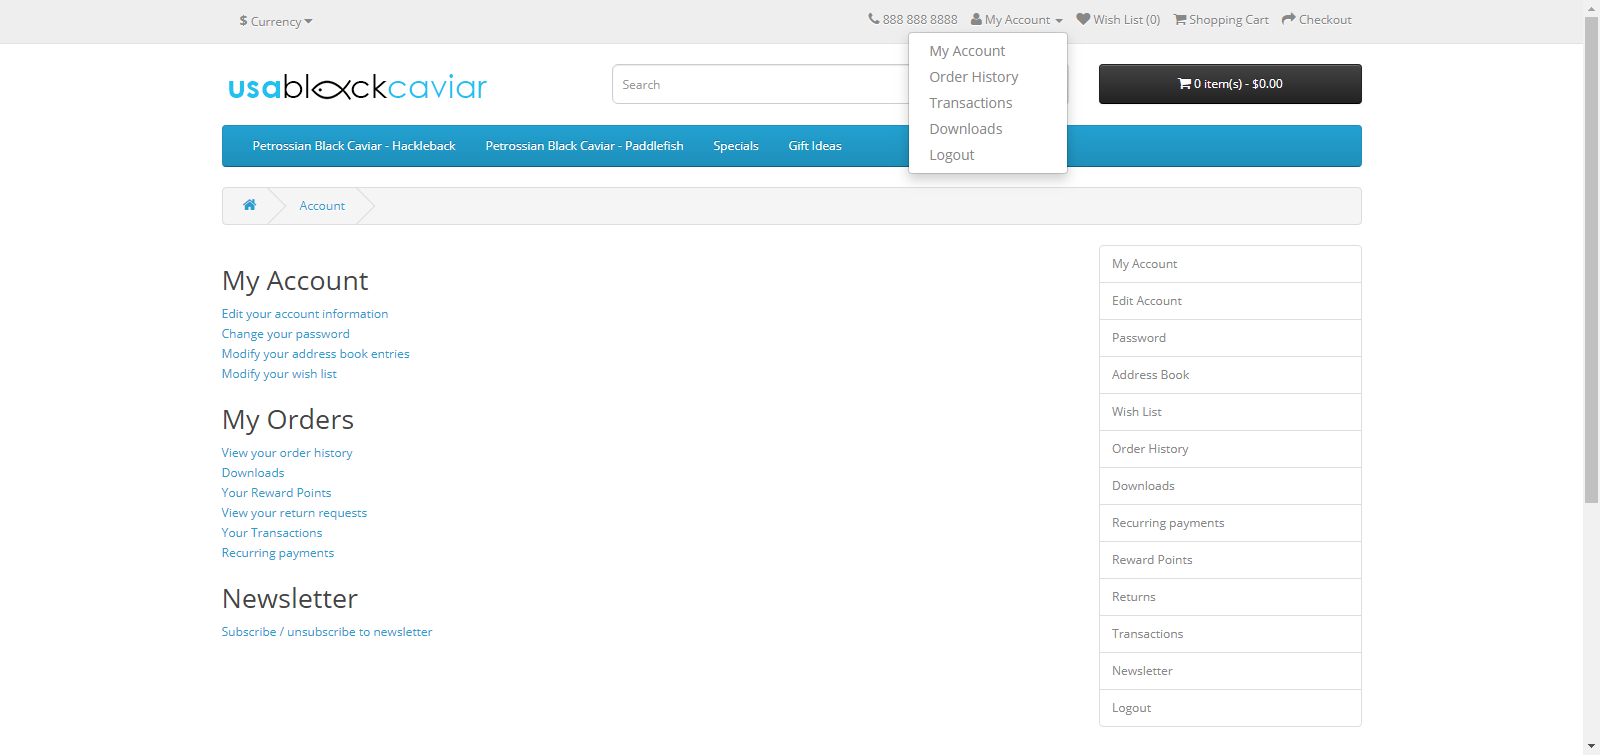 $ Currency
888 888 8888 My Account Wish List (0) Shopping Cart Checkout
My Account
Order History
Transactions
Downloads
Logout
usablackcaviar
Search
0 item(s) - $0.00
Petrossian Black Caviar - Hackleback Petrossian Black Caviar - Paddlefish Specials Gift Ideas
Account
My Account
Edit your account information
Change your password
Modify your address book entries
Modify your wish list
My Orders
View your order history
Downloads
Your Reward Points
View your return requests
Your Transactions
Recurring payments
Newsletter
Subscribe / unsubscribe to newsletter
My Account
Edit Account
Password
Address Book
Wish List
Order History
Downloads
Recurring payments
Reward Points
Returns
Transactions
Newsletter
Logout